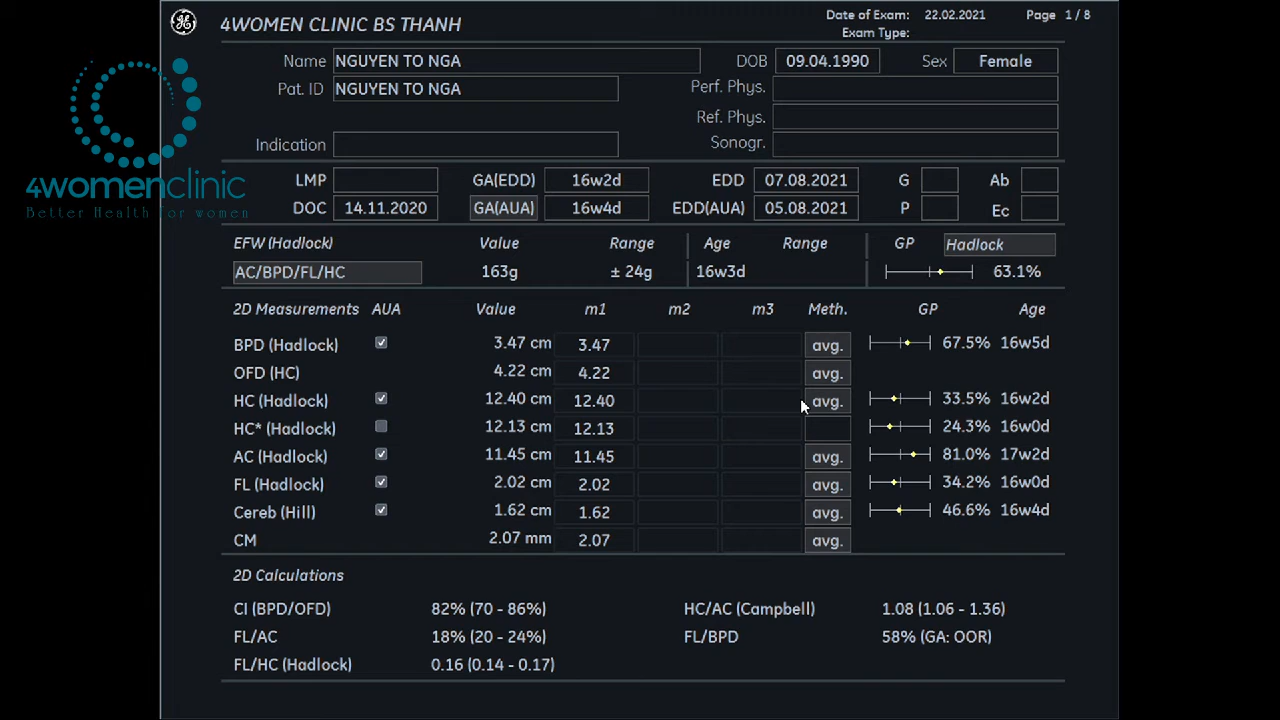 4WOMEN CLINIC BS THANH
Date of Exam: 22.02.2021 Page 1 / 8
Exam Type:
4womenclinic
Better Health for women
Name NGUYEN TO NGA DOB 09.04.1990 Sex Female
Pat. ID NGUYEN TO NGA Perf. Phys.
Ref. Phys.
Indication Sonogr.
LMP GA(EDD) 16w2d EDD 07.08.2021 G Ab
DOC 14.11.2020 GA(AUA) 16w4d EDD(AUA) 05.08.2021 P Ec
EFW (Hadlock) Value Range Age Range GP Hadlock
AC/BPD/FL/HC 163g ± 24g 16w3d 63.1%
2D Measurements AUA Value m1 m2 m3 Meth. GP Age
BPD (Hadlock) 3.47 cm 3.47 avg. 67.5% 16w5d
OFD (HC) 4.22 cm 4.22 avg.
HC (Hadlock) 12.40 cm 12.40 avg. 33.5% 16w2d
HC* (Hadlock) 12.13 cm 12.13 24.3% 16w0d
AC (Hadlock) 11.45 cm 11.45 avg. 81.0% 17w2d
FL (Hadlock) 2.02 cm 2.02 avg. 34.2% 16w0d
Cereb (Hill) 1.62 cm 1.62 avg. 46.6% 16w4d
CM 2.07 mm 2.07 avg.
2D Calculations
CI (BPD/OFD) 82% (70 - 86%) HC/AC (Campbell) 1.08 (1.06 - 1.36)
FL/AC 18% (20 - 24%) FL/BPD 58% (GA: OOR)
FL/HC (Hadlock) 0.16 (0.14 - 0.17)